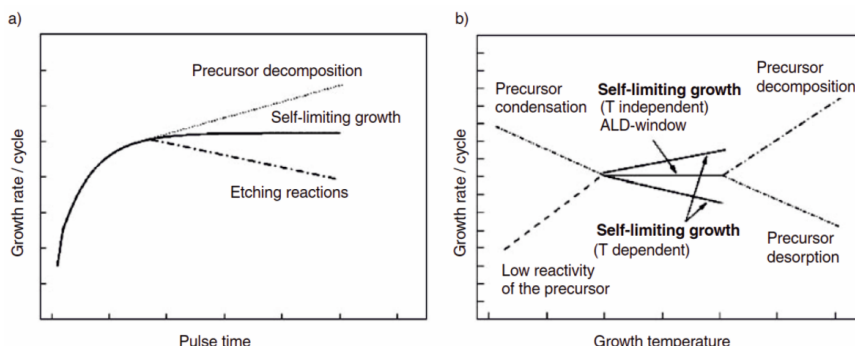 a)
Growth rate / cycle
Precursor decomposition
Self-limiting growth
Etching reactions
Pulse time
b)
Growth rate / cycle
Precursor
condensation
Self-limiting growth
(T independent)
ALD-window
Precursor
decomposition
Self-limiting growth
(T dependent)
Low reactivity
of the precursor
Precursor
desorption
Growth temperature